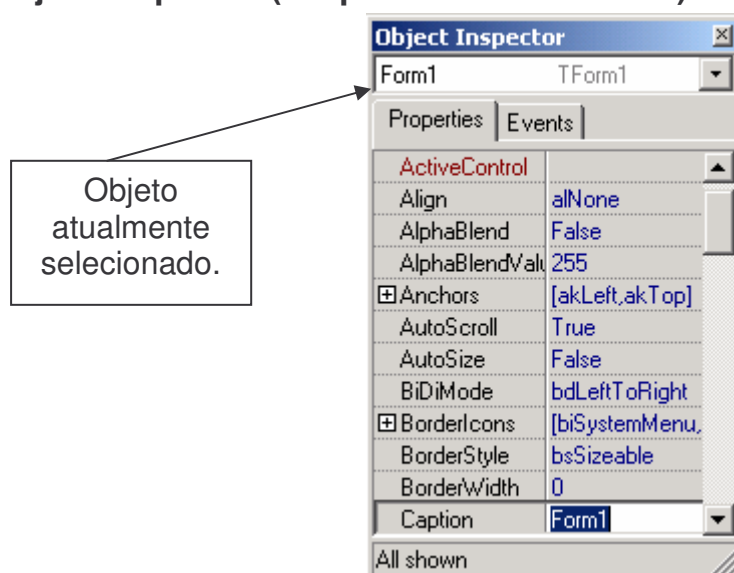 Object Inspector
Form1 TForm1
Properties Events
ActiveControl
Align alNone
AlphaBlend False
AlphaBlendValu 255
Anchors [akLeft,akTop]
AutoScroll True
AutoSize False
BiDiMode bdLeftToRight
BorderIcons [biSystemMenu,
BorderStyle bsSizeable
BorderWidth 0
Caption Form1
All shown
Objeto
atualmente
selecionado.